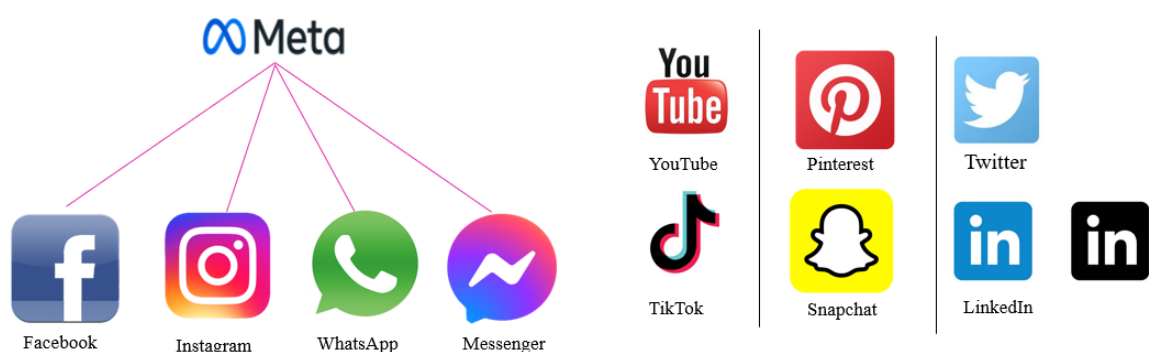 Meta
Facebook
Instagram
WhatsApp
Messenger
You
Tube
YouTube
TikTok
Pinterest
Snapchat
Twitter
in
LinkedIn
in